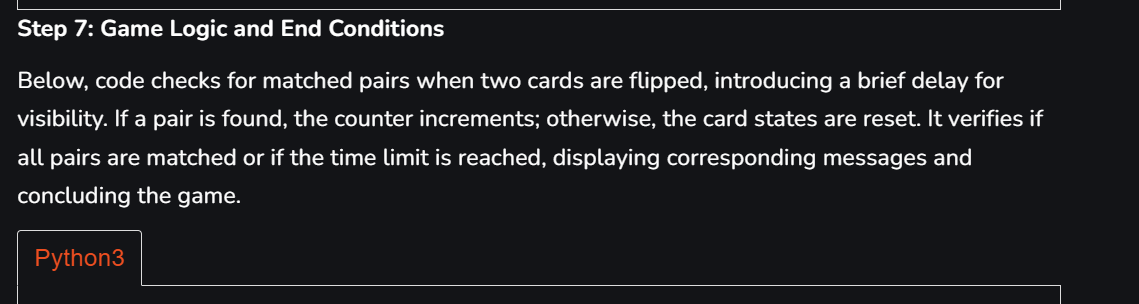 Step 7: Game Logic and End Conditions
Below, code checks for matched pairs when two cards are flipped, introducing a brief delay for
visibility. If a pair is found, the counter increments; otherwise, the card states are reset. It verifies if
all pairs are matched or if the time limit is reached, displaying corresponding messages and
concluding the game.
Python3